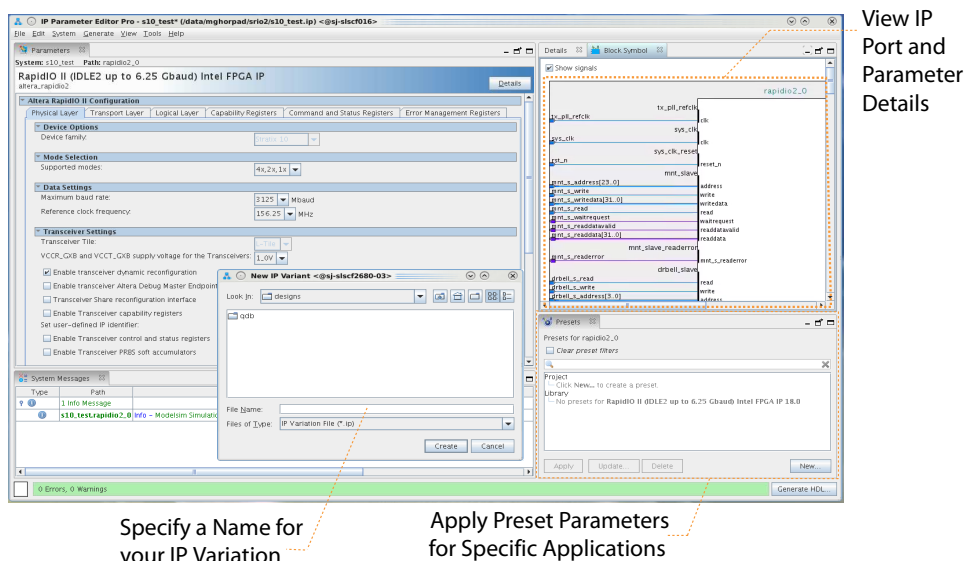 IP Parameter Editor Pro - s10_test* (/data/mghorpad/srio2/s10_test.ip) <@sj-slscf016>
File Edit System Generate View Tools Help
Parameters
System: s10_test Path: rapidio2_0
RapidIO II (IDLE2 up to 6.25 Gbaud) Intel FPGA IP
altera_rapidio2
Details
Altera RapidIO II Configuration
Physical Layer Transport Layer Logical Layer Capability Registers Command and Status Registers Error Management Registers
Device Options
Device family: Stratix 10
Mode Selection
Supported modes: 4x,2x,1x
Data Settings
Maximum baud rate: 3125 Mbaud
Reference clock frequency: 156.25 MHz
Transceiver Settings
Transceiver Tile: L-Tile
VCCR_GXB and VCCT_GXB supply voltage for the Transceivers: 1_0V
Enable transceiver dynamic reconfiguration
Enable transceiver Altera Debug Master Endpoint
Transceiver Share reconfiguration interface
Enable Transceiver capability registers
Set user-defined IP identifier:
Enable Transceiver control and status registers
Enable Transceiver PRBS soft accumulators
System Messages
Type Path
1 Info Message
s10_test.rapidio2_0 Info - Modelsim Simulatio
0 Errors, 0 Warnings
Generate HDL...
New IP Variant <@sj-slscf2680-03>
Look In: designs
qdb
File Name:
Files of Type: IP Variation File (*.ip)
Create Cancel
Details Block Symbol
Show signals
rapidio2_0
tx_pll_refclk
tx_pll_refclk clk
sys_clk
sys_clk clk
sys_clk_reset
rst_n reset_n
mnt_slave
mnt_s_address[23..0] address
mnt_s_write write
mnt_s_writedata[31..0] writedata
mnt_s_read read
mnt_s_waitrequest waitrequest
mnt_s_readdatavalid readdatavalid
mnt_s_readdata[31..0] readdata
mnt_slave_readerror
mnt_s_readerror mnt_s_readerror
drbell_slave
drbell_s_read read
drbell_s_write write
drbell_s_address[3..0] address
Presets
Presets for rapidio2_0
Clear preset filters
Project
Click New... to create a preset.
Library
No presets for RapidIO II (IDLE2 up to 6.25 Gbaud) Intel FPGA IP 18.0
Apply Update... Delete New...
View IP
Port and
Parameter
Details
Specify a Name for
your IP Variation
Apply Preset Parameters
for Specific Applications